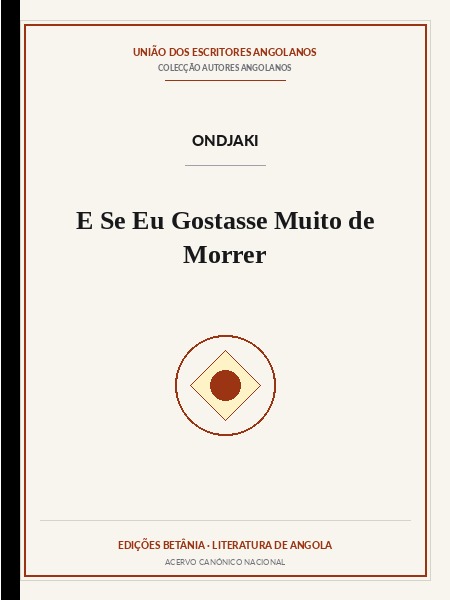 UNIÃO DOS ESCRITORES ANGOLANOS
COLECÇÃO AUTORES ANGOLANOS
ONDJAKI
E Se Eu Gostasse Muito de
Morrer
EDIÇÕES BETÂNIA · LITERATURA DE ANGOLA
ACERVO CANÓNICO NACIONAL